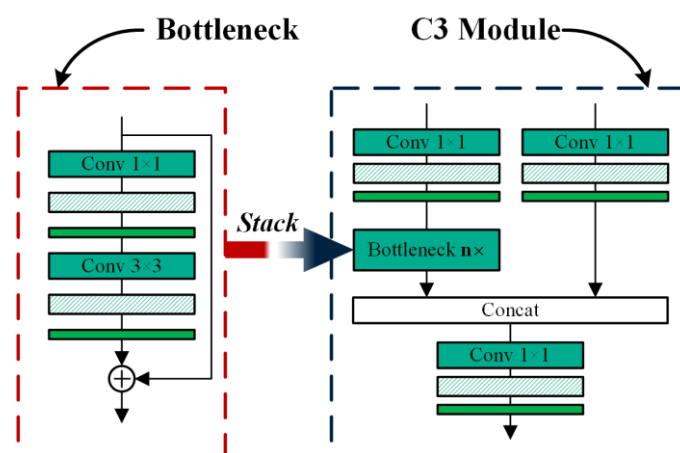 Bottleneck
C3 Module
Conv 1×1
Conv 3×3
Stack
Conv 1×1
Conv 1×1
Bottleneck n×
Concat
Conv 1×1